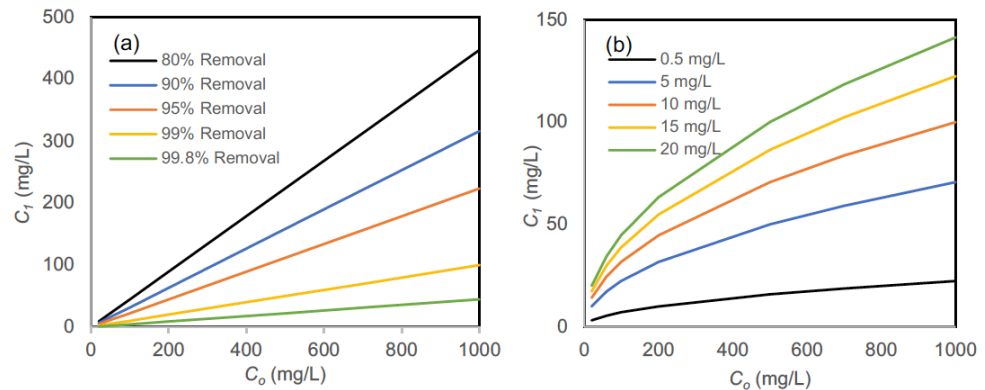 (a)
500
400
300
200
100
0
C₁ (mg/L)
80% Removal
90% Removal
95% Removal
99% Removal
99.8% Removal
0 200 400 600 800 1000
Cₒ (mg/L)
(b)
150
100
50
0
C₁ (mg/L)
0.5 mg/L
5 mg/L
10 mg/L
15 mg/L
20 mg/L
0 200 400 600 800 1000
Cₒ (mg/L)